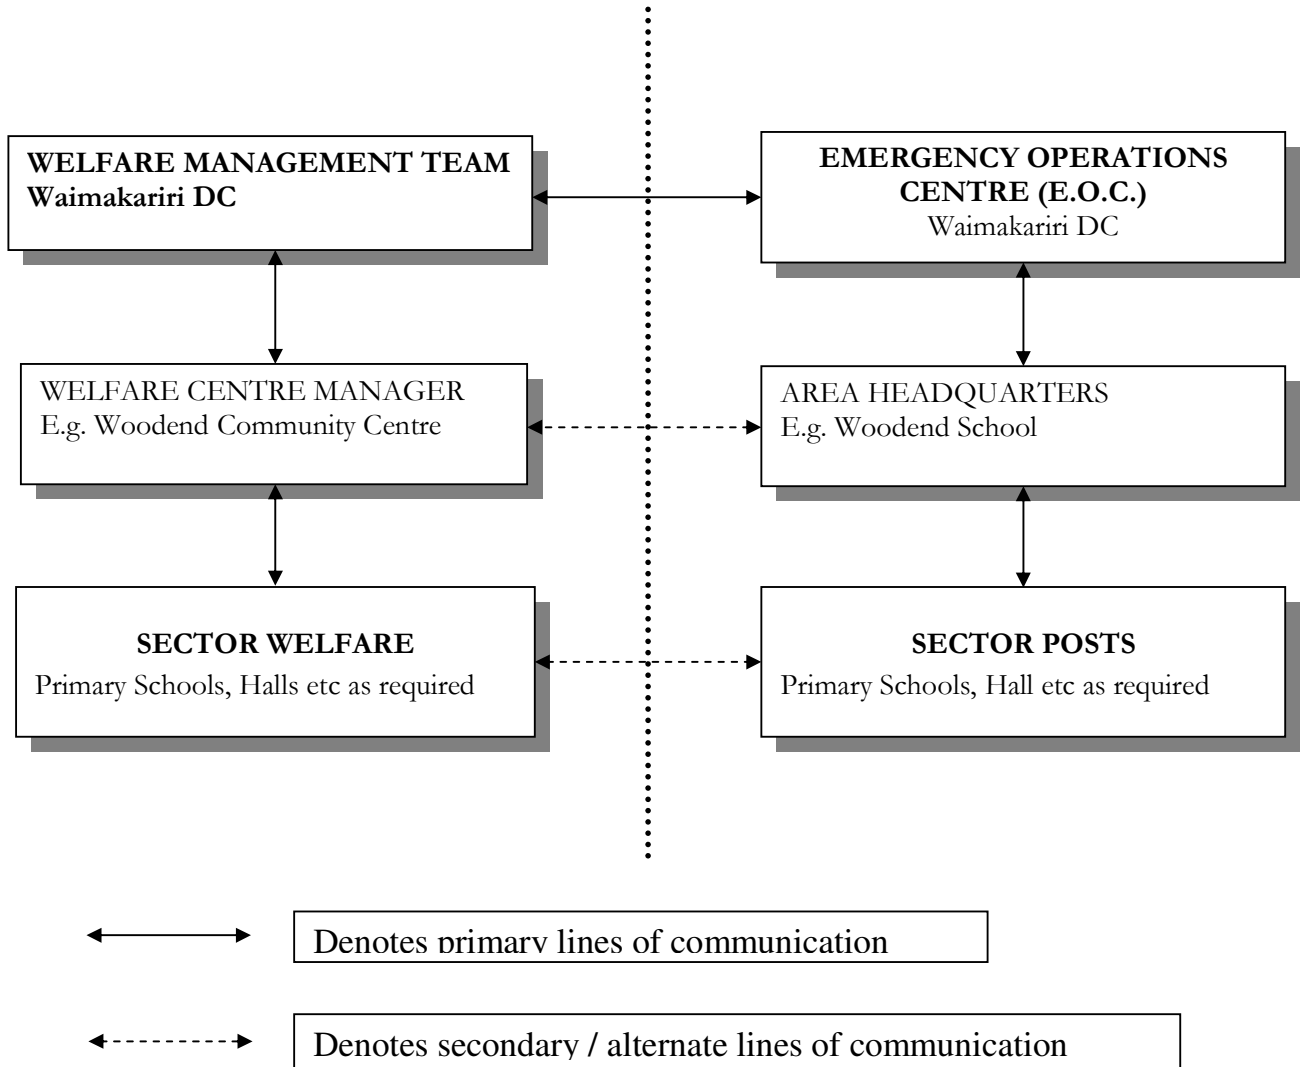 WELFARE MANAGEMENT TEAM
Waimakariri DC
EMERGENCY OPERATIONS
CENTRE (E.O.C.)
Waimakariri DC
WELFARE CENTRE MANAGER
E.g. Woodend Community Centre
AREA HEADQUARTERS
E.g. Woodend School
SECTOR WELFARE
Primary Schools, Halls etc as required
SECTOR POSTS
Primary Schools, Hall etc as required
Denotes primary lines of communication
Denotes secondary / alternate lines of communication